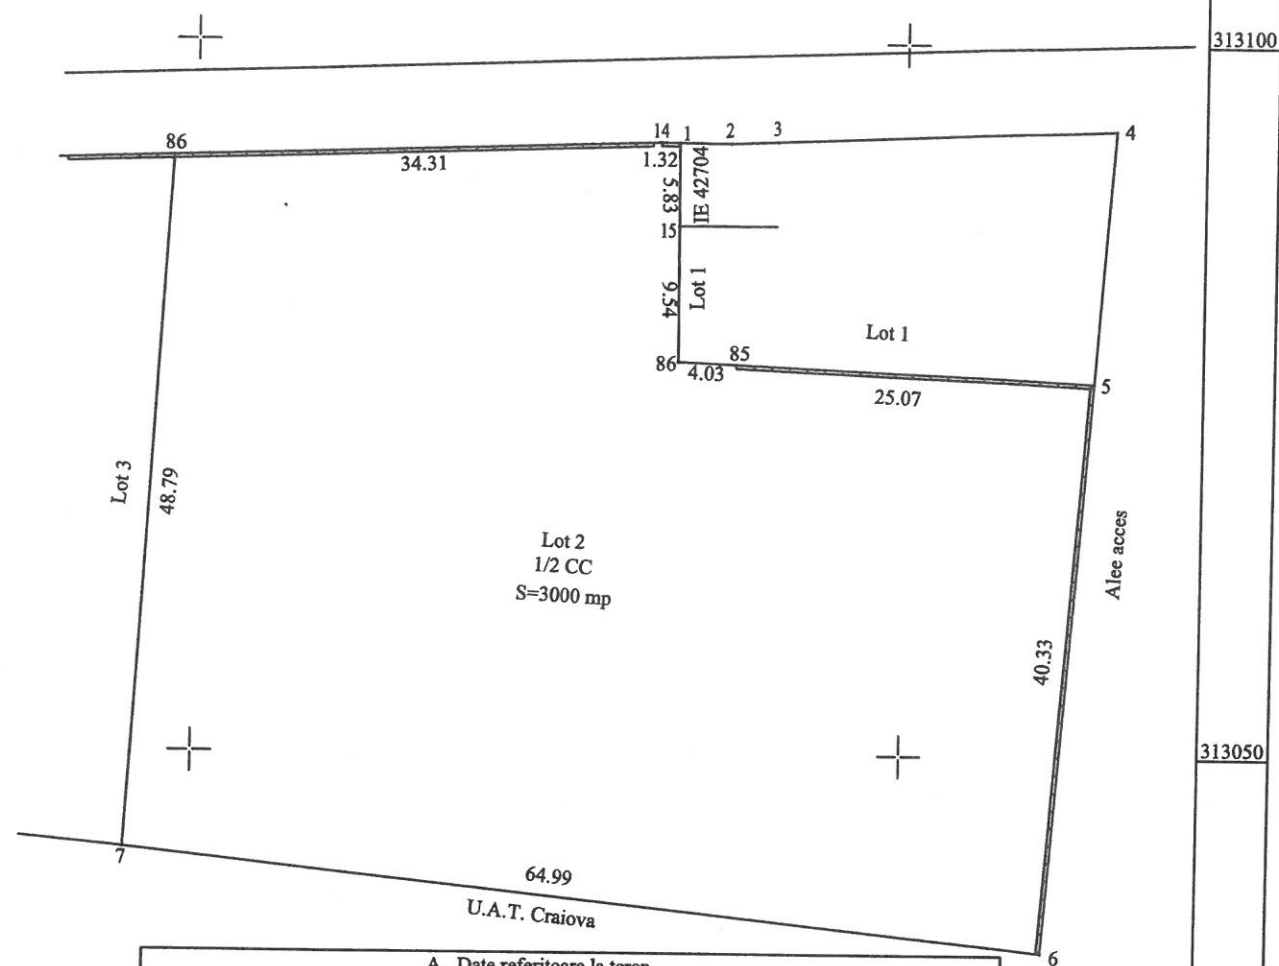 313100
86
14 1 2 3
4
34.31
1.32
5.83
IE 42704
15
9.54
Lot 1
Lot 1
86
85
4.03
25.07
5
Lot 3
48.79
Lot 2
1/2 CC
S=3000 mp
Alee acces
40.33
313050
7
64.99
U.A.T. Craiova
6
A. Date referitoare la teren